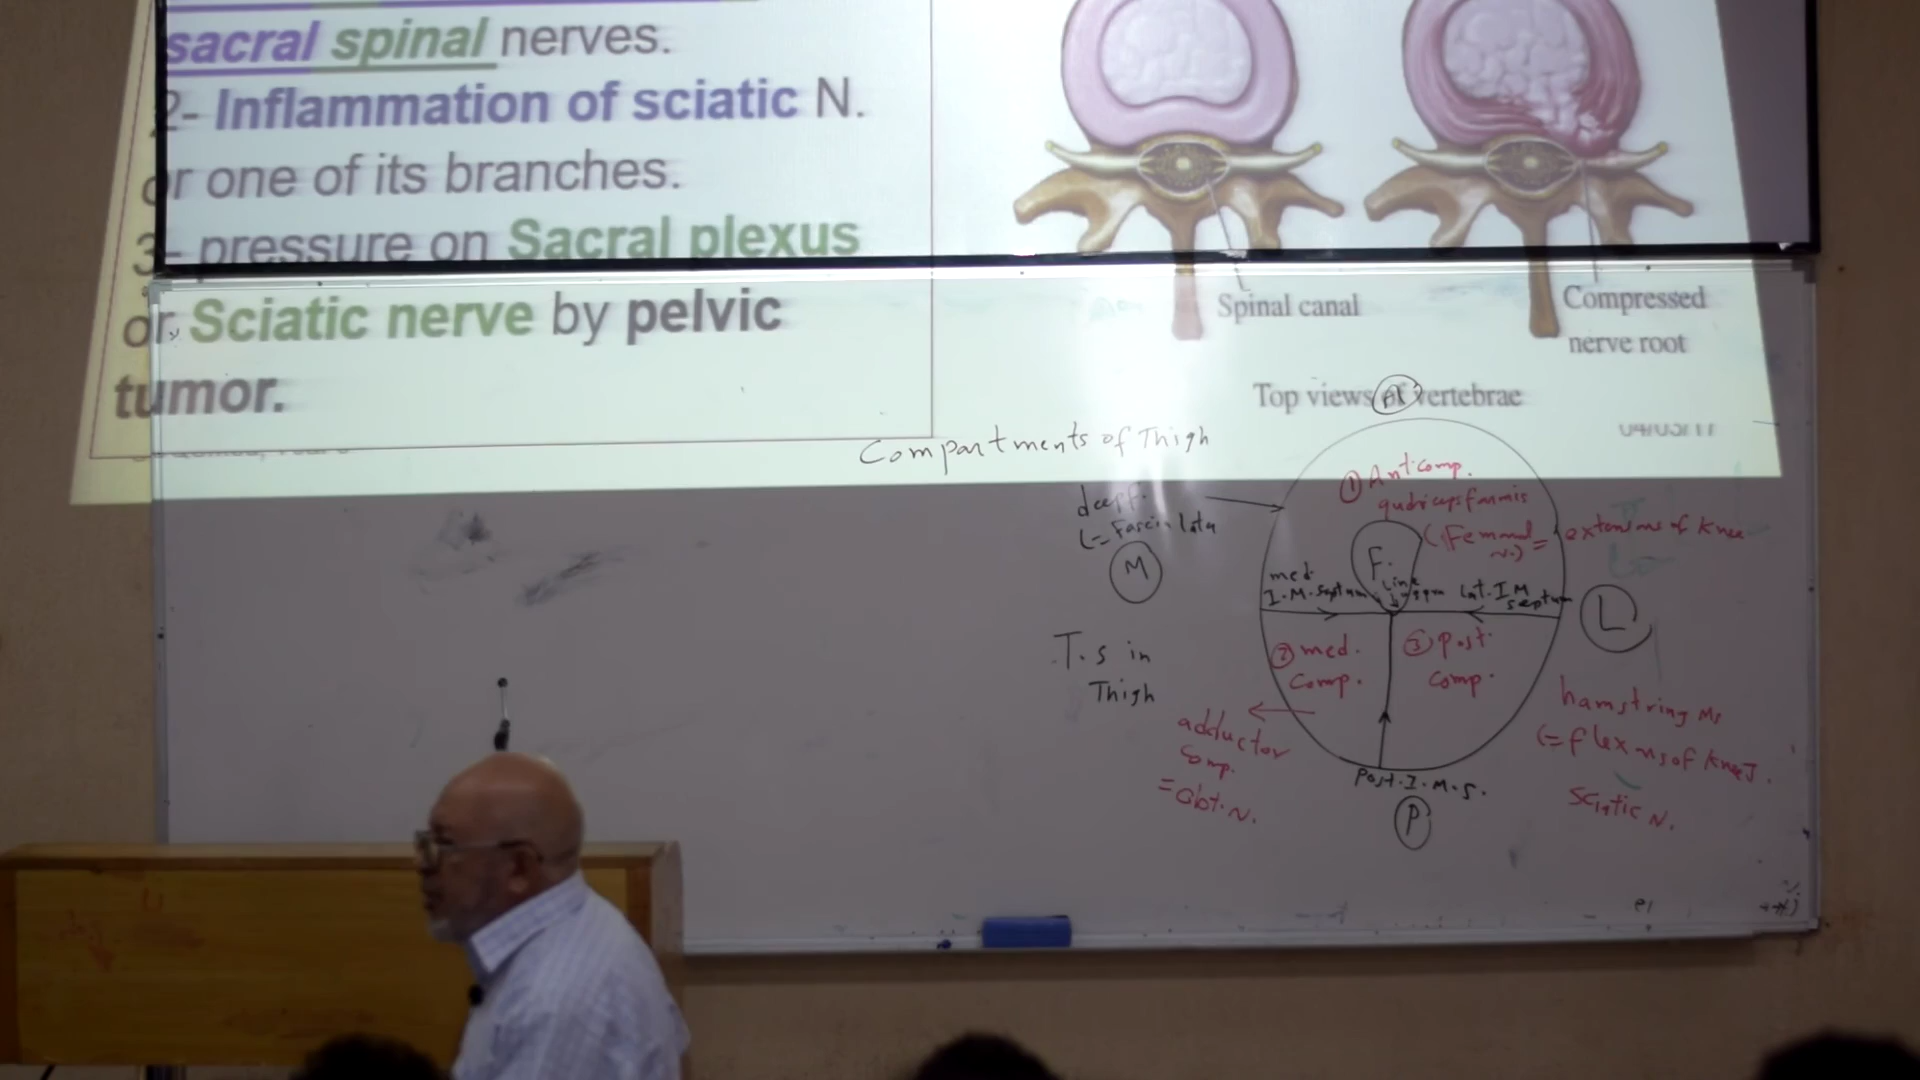 sacral spinal nerves.
2- Inflammation of sciatic N.
or one of its branches.
3- pressure on Sacral plexus
or Sciatic nerve by pelvic
tumor.
Spinal canal
Compressed
nerve root
Top views of vertebrae
Compartments of Thigh
A
deep f.
(= Fascia lata
M
① Ant comp.
F.
= extensors of knee
med.
I.M. septum
Line
Lat. I M
septum
L
T.s in
Thigh
② med.
comp.
③ post.
comp.
adductor
comp.
= obt. N.
hamstring Ms
(= flexors of knee J.
Sciatic N.
Post. I.M.S.
P